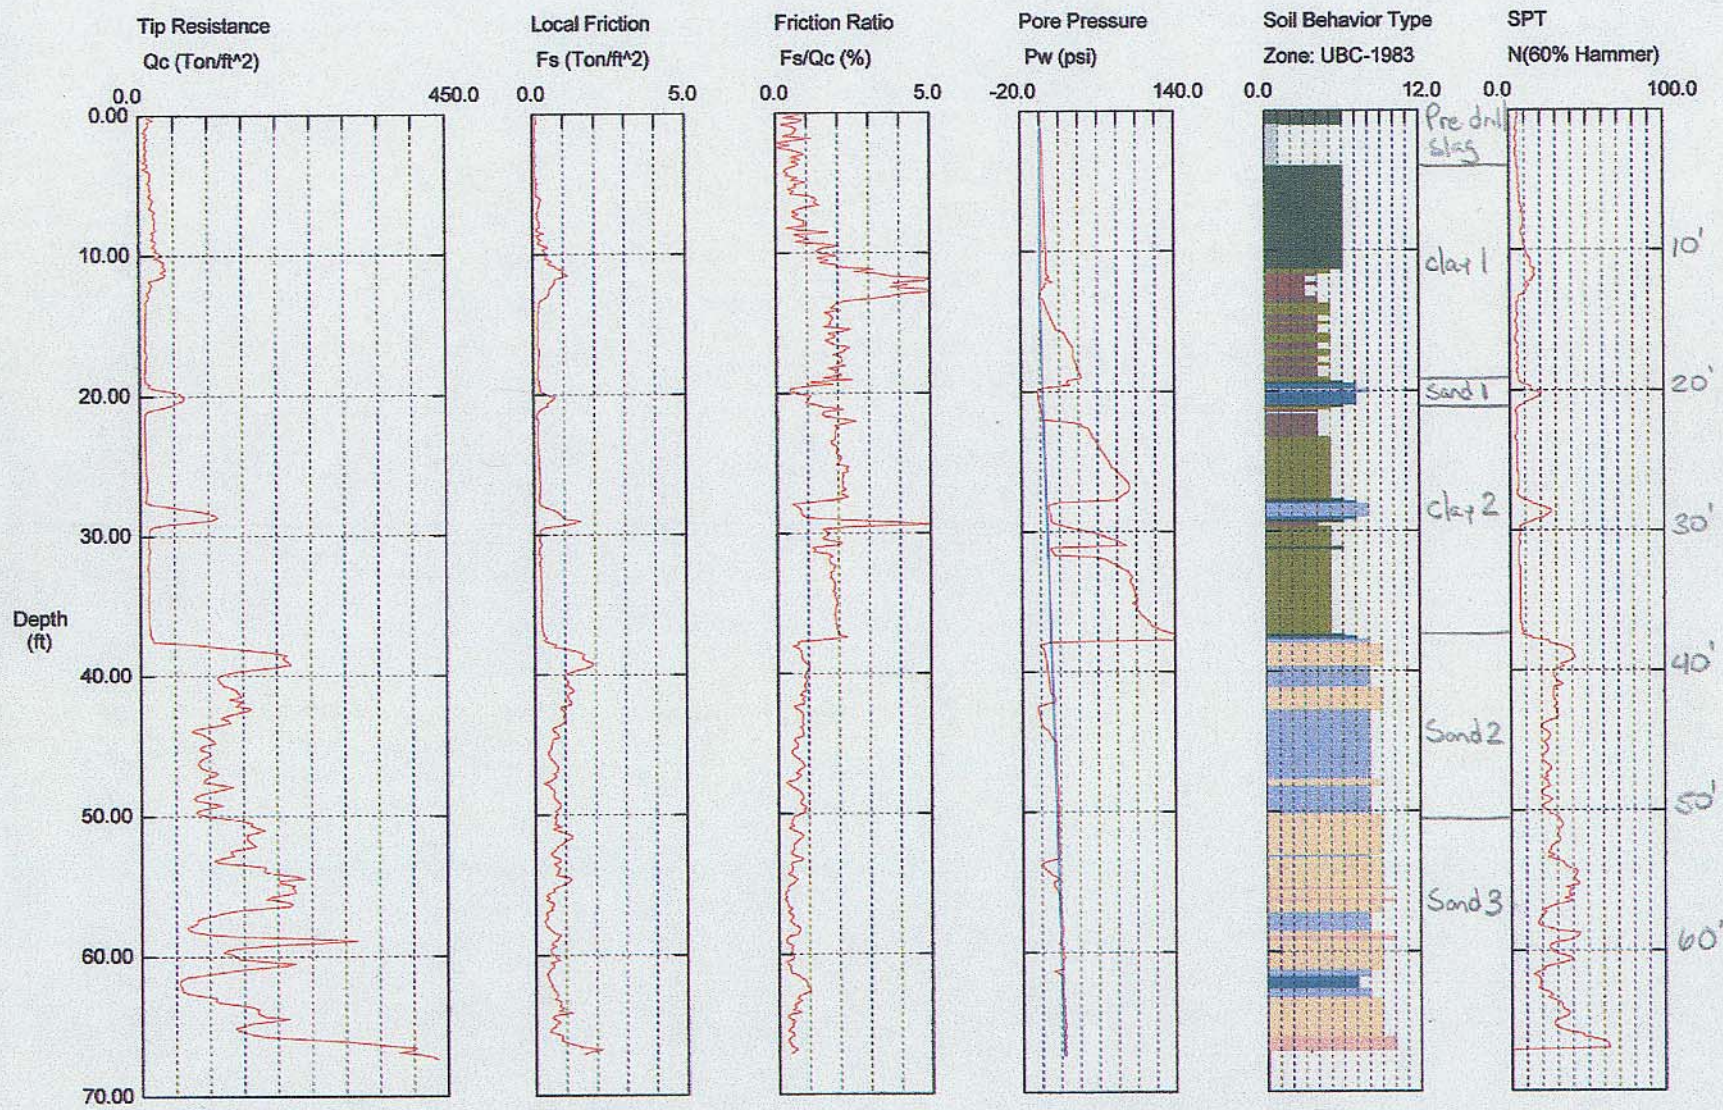 Tip Resistance
Qc (Ton/ft^2)
0.0 450.0
Local Friction
Fs (Ton/ft^2)
0.0 5.0
Friction Ratio
Fs/Qc (%)
0.0 5.0
Pore Pressure
Pw (psi)
-20.0 140.0
Soil Behavior Type
Zone: UBC-1983
0.0 12.0
SPT
N(60% Hammer)
0.0 100.0
Depth
(ft)
0.00
10.00
20.00
30.00
40.00
50.00
60.00
70.00
Pre drill
slag
clay 1
Sand 1
Clay 2
Sand 2
Sand 3
10'
20'
30'
40'
50'
60'